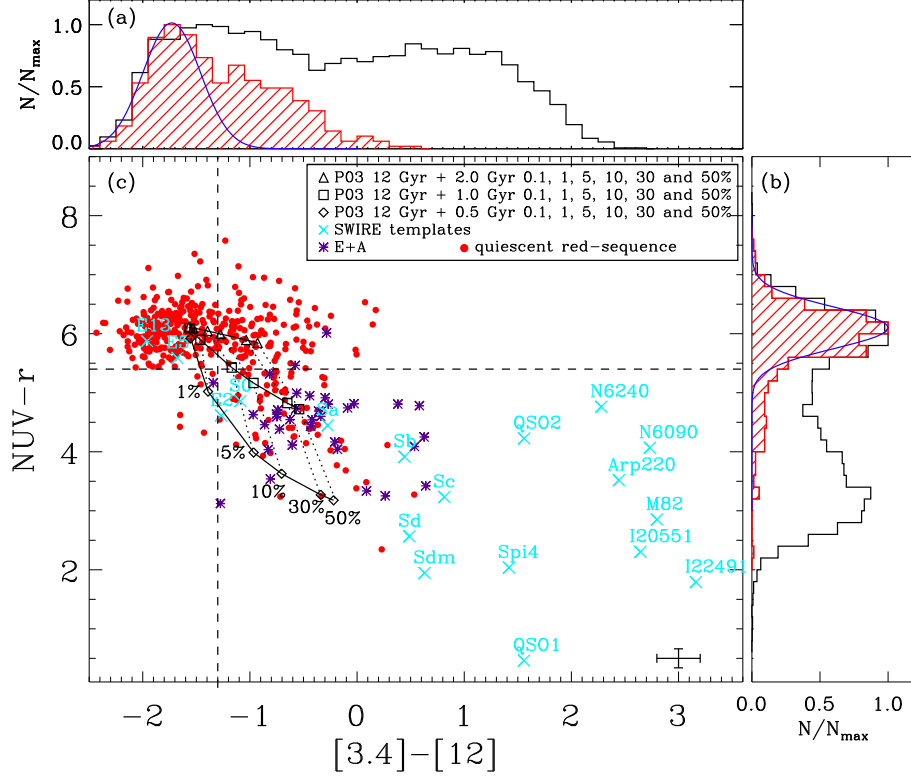 (a)
N/Nmax
1.0
0.5
0.0
(c)
△ P03 12 Gyr + 2.0 Gyr 0.1, 1, 5, 10, 30 and 50%
□ P03 12 Gyr + 1.0 Gyr 0.1, 1, 5, 10, 30 and 50%
◇ P03 12 Gyr + 0.5 Gyr 0.1, 1, 5, 10, 30 and 50%
SWIRE templates
E+A
quiescent red-sequence
(b)
NUV-r
8
6
4
2
E13
S0
Sa
Sb
Sc
Sd
Sdm
Spi4
QSO2
QSO1
N6240
N6090
Arp220
M82
I20551
I22491
1%
5%
10%
30%
50%
-2
-1
0
1
2
3
[3.4]-[12]
0.0
0.5
1.0
N/Nmax